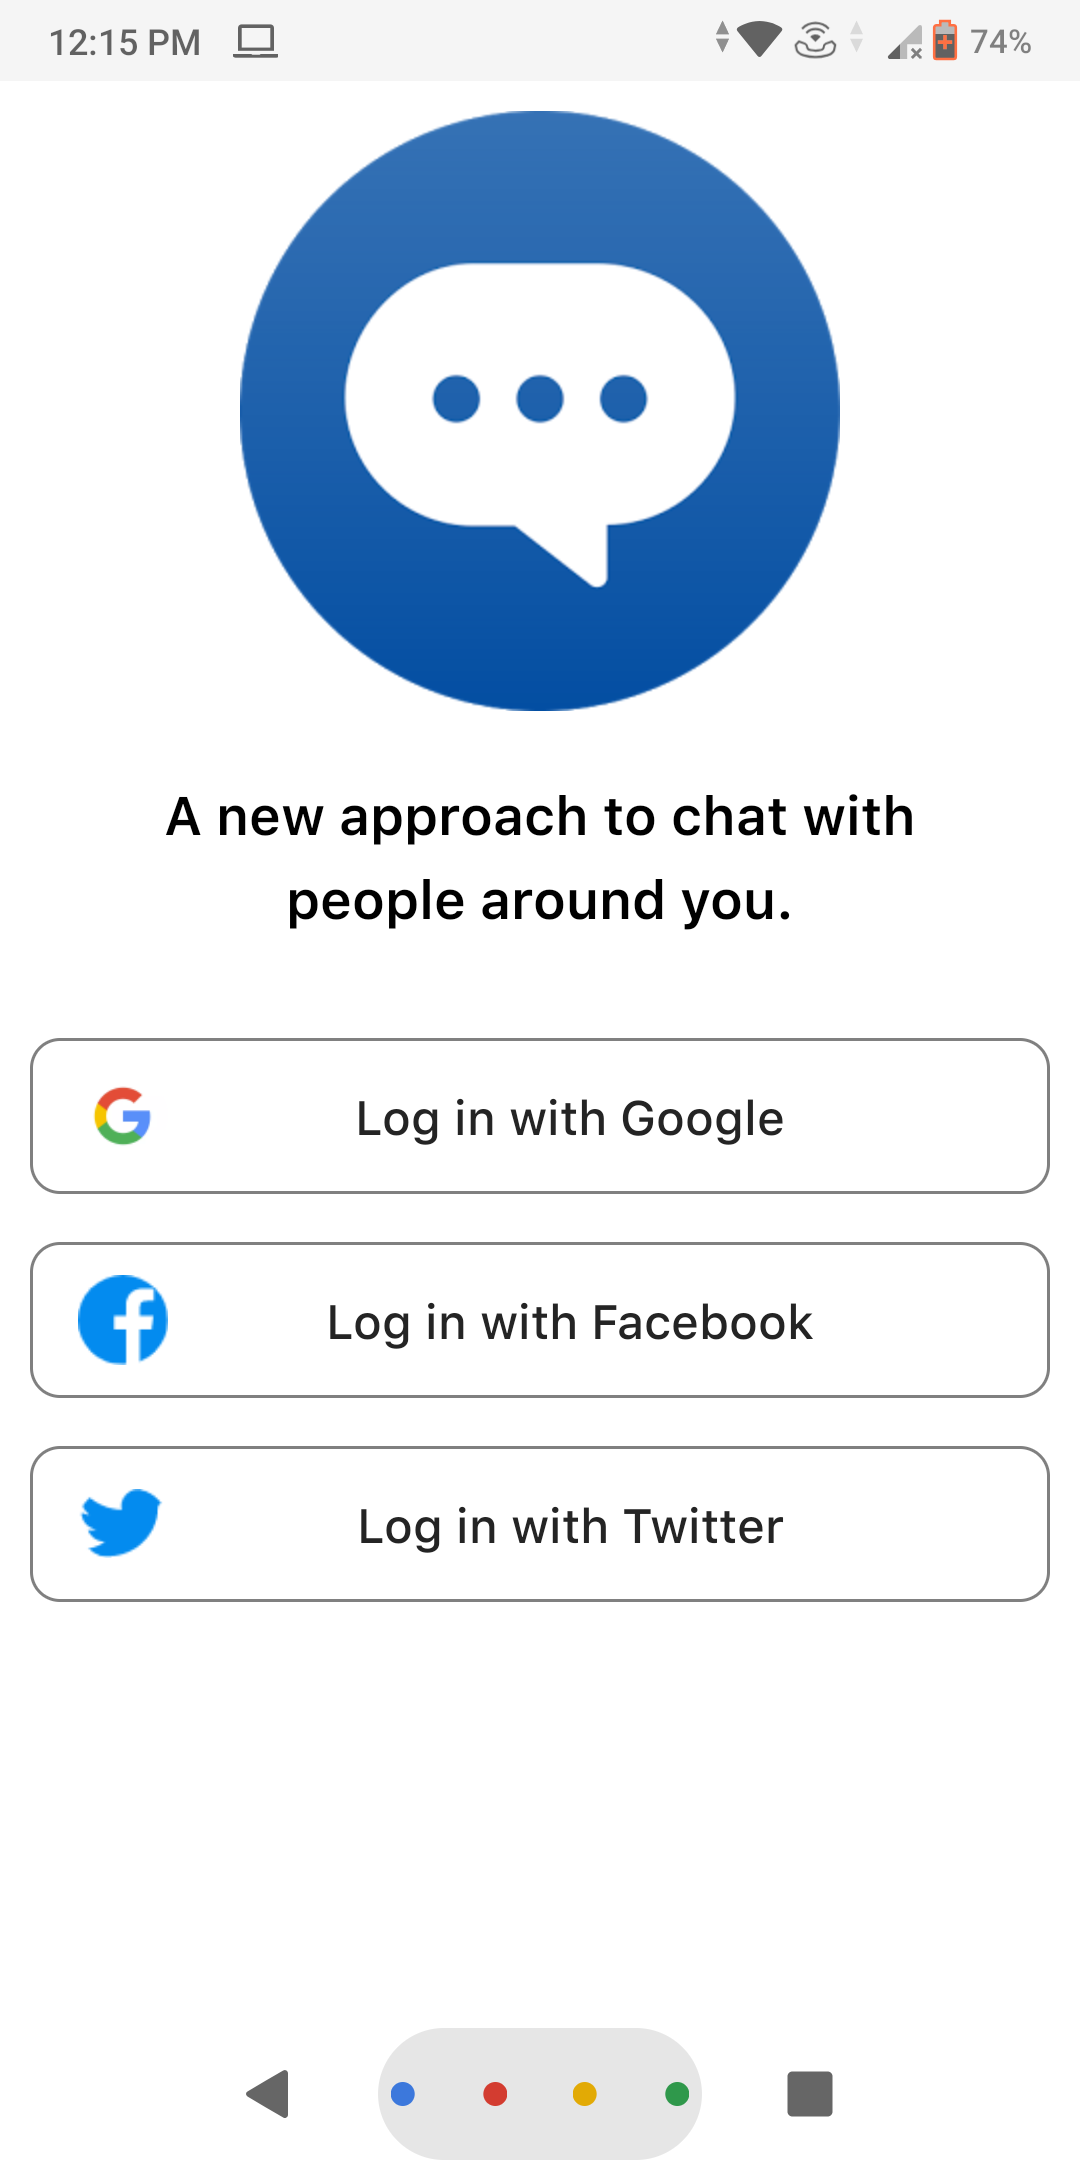 12:15 PM 74%
A new approach to chat with
people around you.
Log in with Google
Log in with Facebook
Log in with Twitter